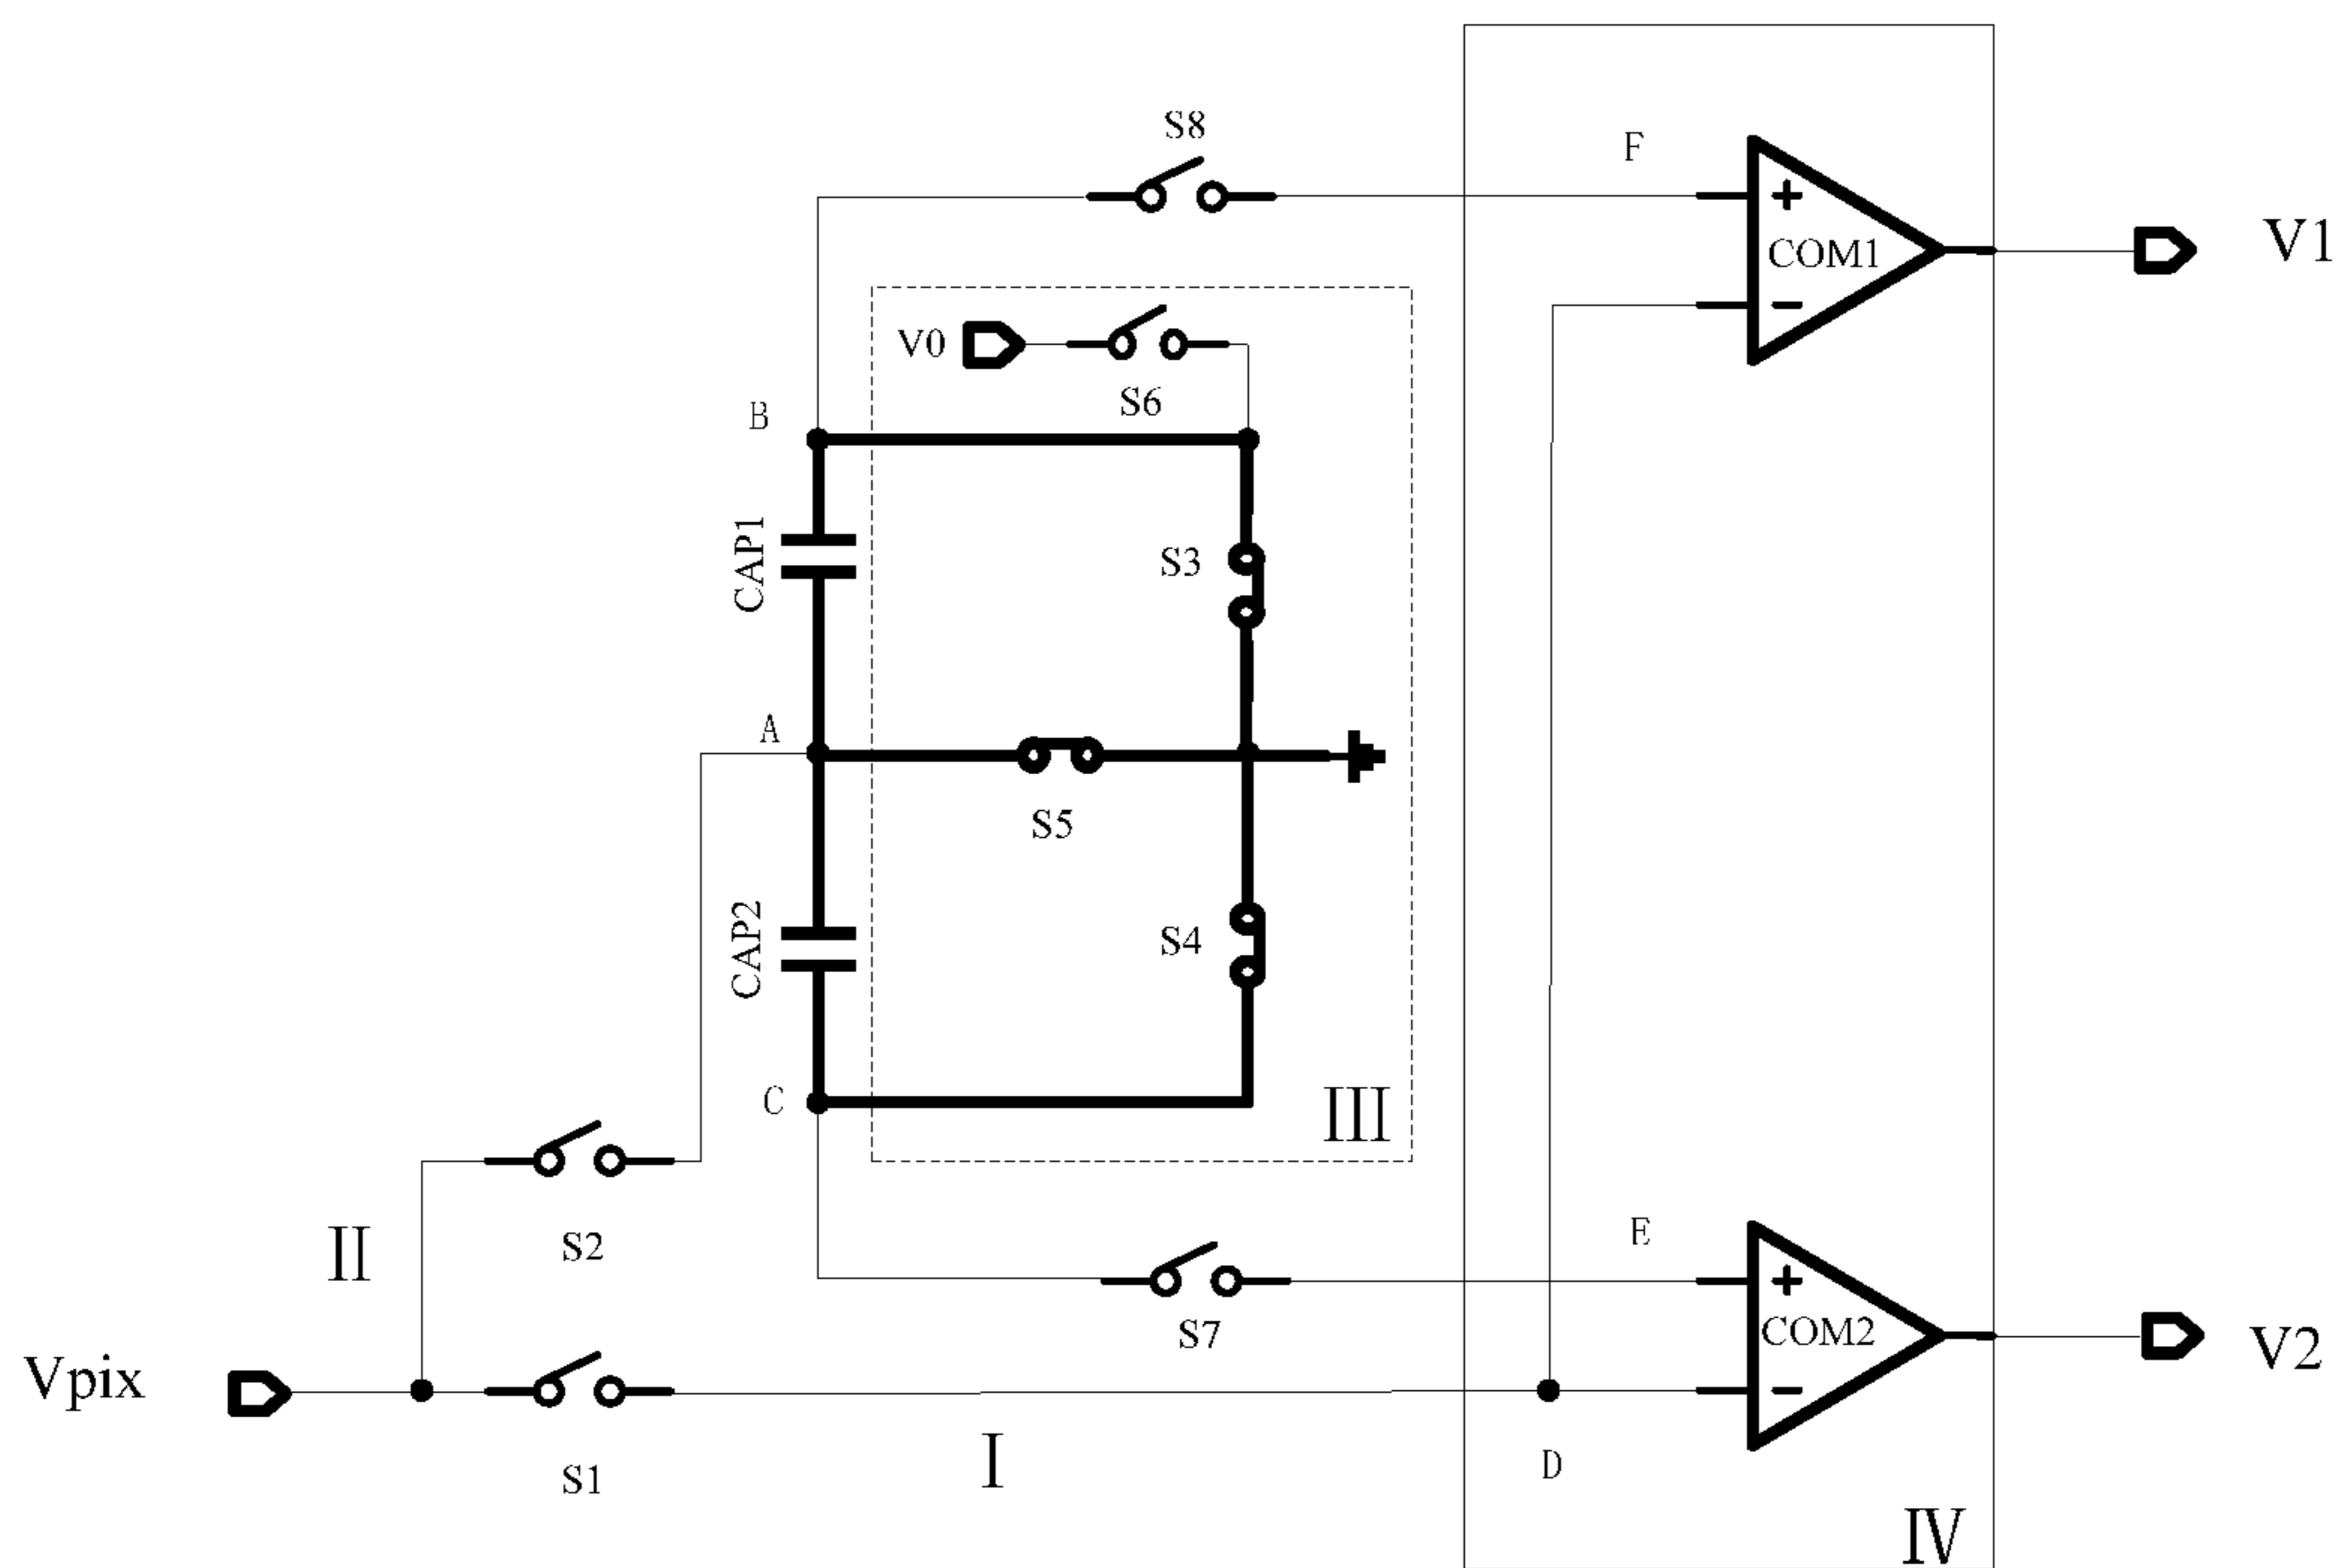 S8
F
+
COM1
−
V1
V0
S6
B
CAP1
S3
A
S5
CAP2
S4
C
III
II
S2
E
+
COM2
−
S7
V2
Vpix
S1
I
D
IV